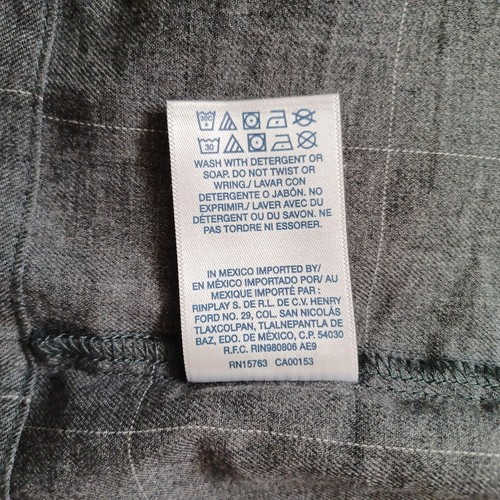 30
WASH WITH DETERGENT OR
SOAP. DO NOT TWIST OR
WRING./ LAVAR CON
DETERGENTE O JABÓN. NO
EXPRIMIR./ LAVER AVEC DU
DÉTERGENT OU DU SAVON. NE
PAS TORDRE NI ESSORER.
IN MEXICO IMPORTED BY/
EN MÉXICO IMPORTADO POR/ AU
MEXIQUE IMPORTÉ PAR :
RINPLAY S. DE R.L. DE C.V. HENRY
FORD NO. 29, COL. SAN NICOLÁS
TLAXCOLPAN, TLALNEPANTLA DE
BAZ, EDO. DE MÉXICO, C.P. 54030
R.F.C. RIN980806 AE9
RN15763 CA00153